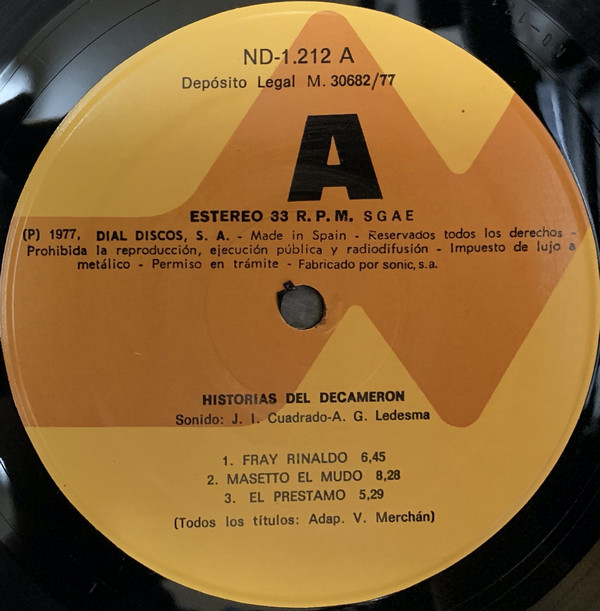 ND-1.212 A
Depósito Legal M. 30682/77
A
ESTEREO 33 R.P.M. SGAE
(P) 1977, DIAL DISCOS, S. A. - Made in Spain - Reservados todos los derechos -
Prohibida la reproducción, ejecución pública y radiodifusión - Impuesto de lujo a
metálico - Permiso en trámite - Fabricado por sonic, s.a.
HISTORIAS DEL DECAMERON
Sonido: J. I. Cuadrado-A. G. Ledesma
1. FRAY RINALDO 6,45
2. MASETTO EL MUDO 8,28
3. EL PRESTAMO 5,29
(Todos los títulos: Adap. V. Merchán)